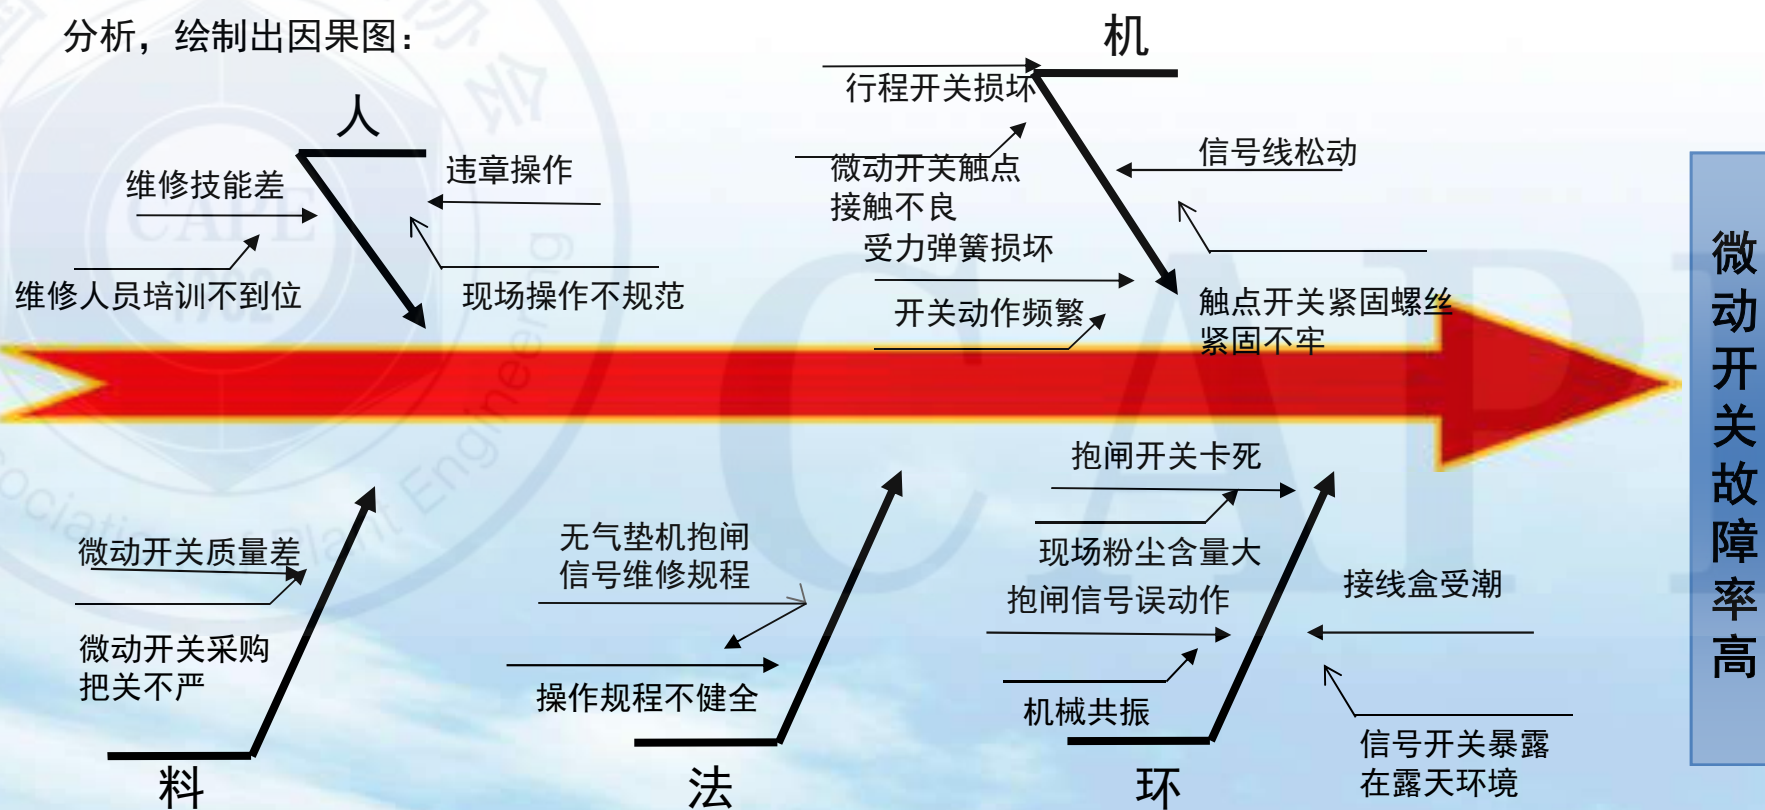 分析，绘制出因果图：
人
维修技能差
维修人员培训不到位
违章操作
现场操作不规范
机
行程开关损坏
微动开关触点
接触不良
受力弹簧损坏
开关动作频繁
信号线松动
触点开关紧固螺丝
紧固不牢
微动开关故障率高
料
微动开关质量差
微动开关采购
把关不严
法
无气垫机抱闸
信号维修规程
操作规程不健全
环
抱闸开关卡死
现场粉尘含量大
抱闸信号误动作
机械共振
接线盒受潮
信号开关暴露
在露天环境
CAPE
1982
Plant Engineering